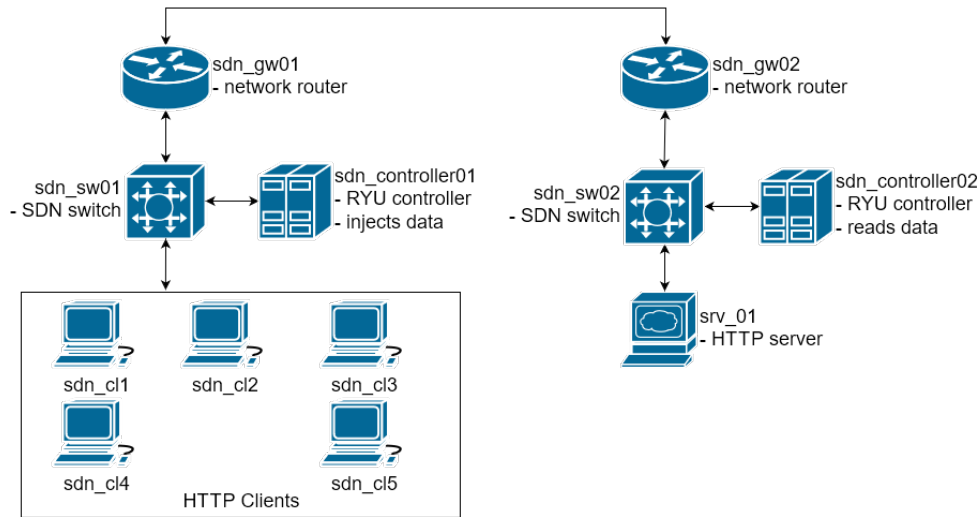 sdn_gw01
- network router
sdn_gw02
- network router
sdn_sw01
- SDN switch
sdn_controller01
- RYU controller
- injects data
sdn_sw02
- SDN switch
sdn_controller02
- RYU controller
- reads data
srv_01
- HTTP server
sdn_cl1
sdn_cl2
sdn_cl3
sdn_cl4
sdn_cl5
HTTP Clients